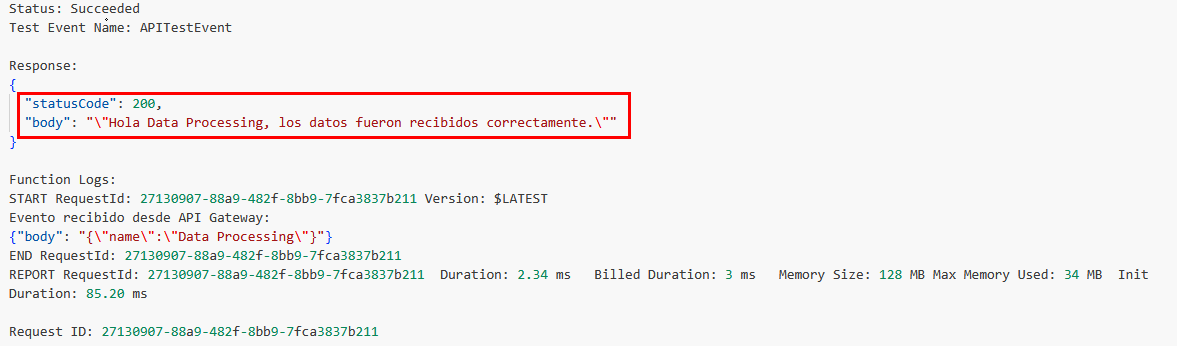 Status: Succeeded
Test Event Name: APITestEvent
Response:
{
"statusCode": 200,
"body": "\"Hola Data Processing, los datos fueron recibidos correctamente.\""
}
Function Logs:
START RequestId: 27130907-88a9-482f-8bb9-7fca3837b211 Version: $LATEST
Evento recibido desde API Gateway:
{"body": "{\"name\":\"Data Processing\"}"}
END RequestId: 27130907-88a9-482f-8bb9-7fca3837b211
REPORT RequestId: 27130907-88a9-482f-8bb9-7fca3837b211 Duration: 2.34 ms Billed Duration: 3 ms Memory Size: 128 MB Max Memory Used: 34 MB Init
Duration: 85.20 ms
Request ID: 27130907-88a9-482f-8bb9-7fca3837b211